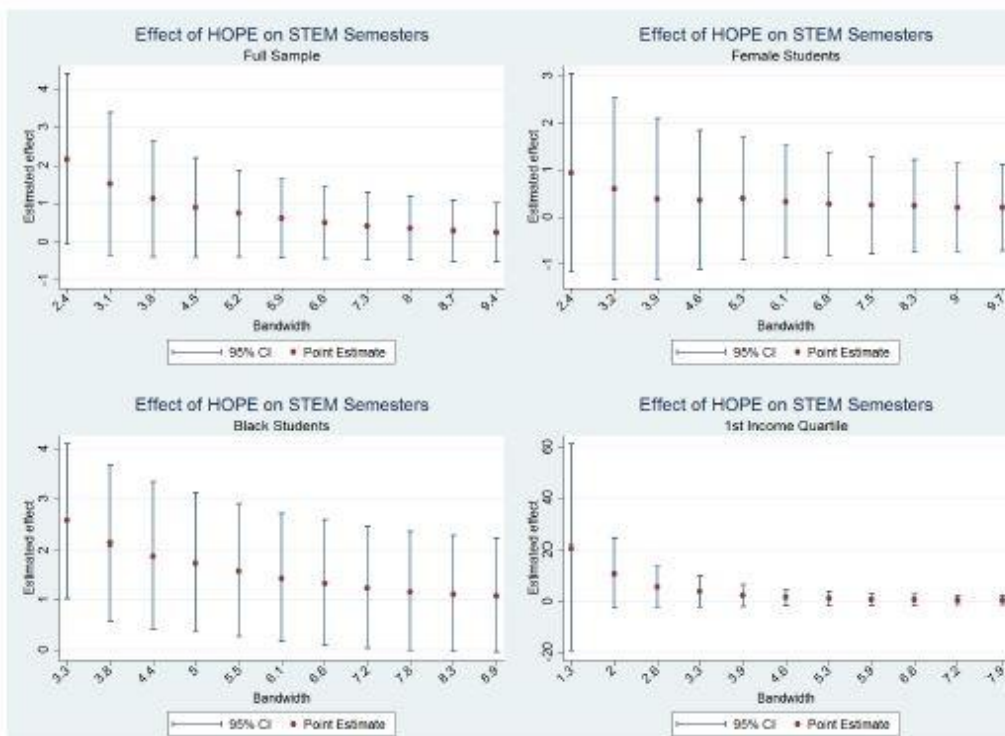 Effect of HOPE on STEM Semesters
Full Sample
Estimated effect
4
3
2
1
0
-1
2.4 3.1 3.8 4.5 5.2 5.9 6.6 7.3 8 8.7 9.4
Bandwidth
95% CI Point Estimate
Effect of HOPE on STEM Semesters
Female Students
Estimated effect
3
2
1
0
-1
2.4 3.2 3.9 4.6 5.3 6.1 6.8 7.5 8.3 9 9.7
Bandwidth
95% CI Point Estimate
Effect of HOPE on STEM Semesters
Black Students
Estimated effect
4
3
2
1
0
3.3 3.8 4.4 5 5.5 6.1 6.6 7.2 7.8 8.3 8.9
Bandwidth
95% CI Point Estimate
Effect of HOPE on STEM Semesters
1st Income Quartile
Estimated effect
60
40
20
0
-20
1.3 2 2.6 3.3 3.9 4.6 5.3 5.9 6.6 7.2 7.9
Bandwidth
95% CI Point Estimate